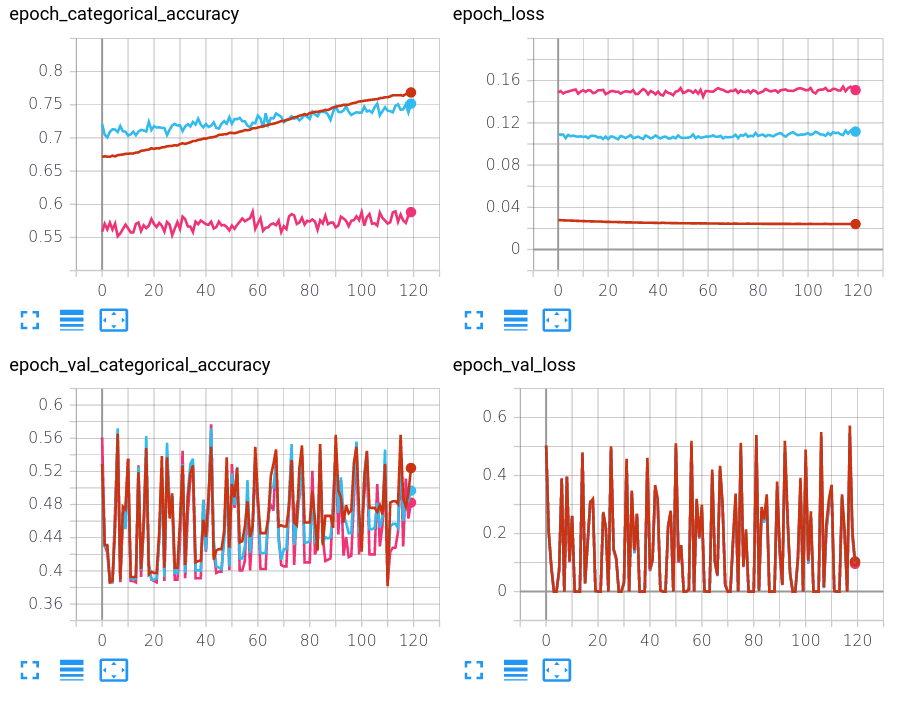 epoch_categorical_accuracy
0.8
0.75
0.7
0.65
0.6
0.55
0 20 40 60 80 100 120
epoch_loss
0.16
0.12
0.08
0.04
0
0 20 40 60 80 100 120
epoch_val_categorical_accuracy
0.6
0.56
0.52
0.48
0.44
0.4
0.36
0 20 40 60 80 100 120
epoch_val_loss
0.6
0.4
0.2
0
0 20 40 60 80 100 120